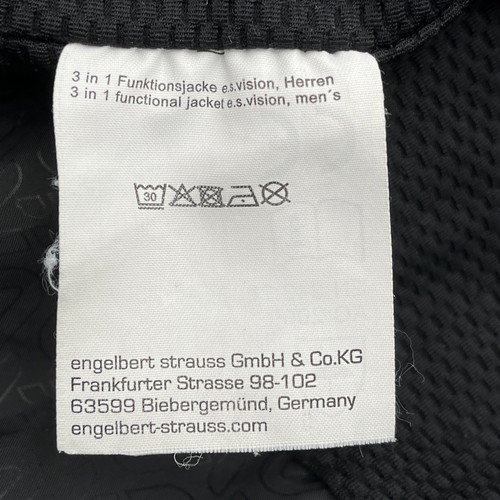 3 in 1 Funktionsjacke e.s.vision, Herren
3 in 1 functional jacket e.s.vision, men´s
30
engelbert strauss GmbH & Co.KG
Frankfurter Strasse 98-102
63599 Biebergemünd, Germany
engelbert-strauss.com